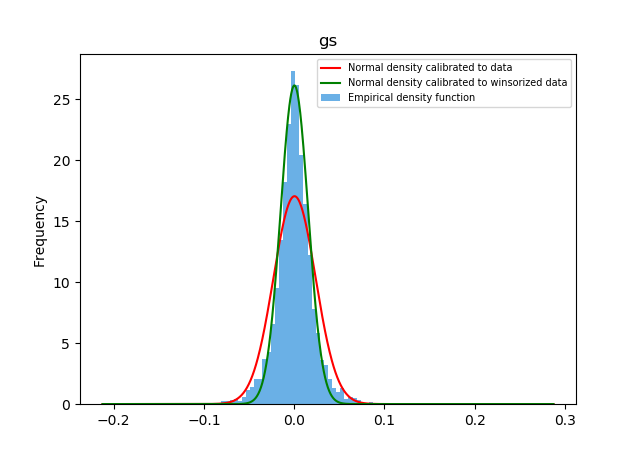 gs
Normal density calibrated to data
Normal density calibrated to winsorized data
Empirical density function
Frequency
25
20
15
10
5
0
−0.2 −0.1 0.0 0.1 0.2 0.3